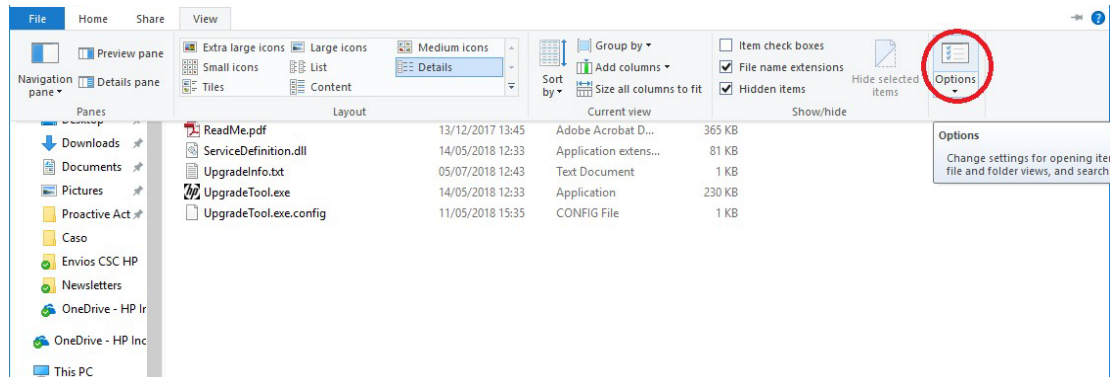 File Home Share View
Preview pane
Navigation pane
Details pane
Panes
Extra large icons Large icons Medium icons
Small icons List Details
Tiles Content
Layout
Sort by
Group by
Add columns
Size all columns to fit
Current view
Item check boxes
File name extensions
Hidden items
Hide selected items
Show/hide
Options
Options
Change settings for opening ite
file and folder views, and search
Downloads
Documents
Pictures
Proactive Act
Caso
Envios CSC HP
Newsletters
OneDrive - HP Ir
OneDrive - HP Inc
This PC
ReadMe.pdf 13/12/2017 13:45 Adobe Acrobat D... 365 KB
ServiceDefinition.dll 14/05/2018 12:33 Application extens... 81 KB
UpgradeInfo.txt 05/07/2018 12:43 Text Document 1 KB
UpgradeTool.exe 14/05/2018 12:33 Application 230 KB
UpgradeTool.exe.config 11/05/2018 15:35 CONFIG File 1 KB